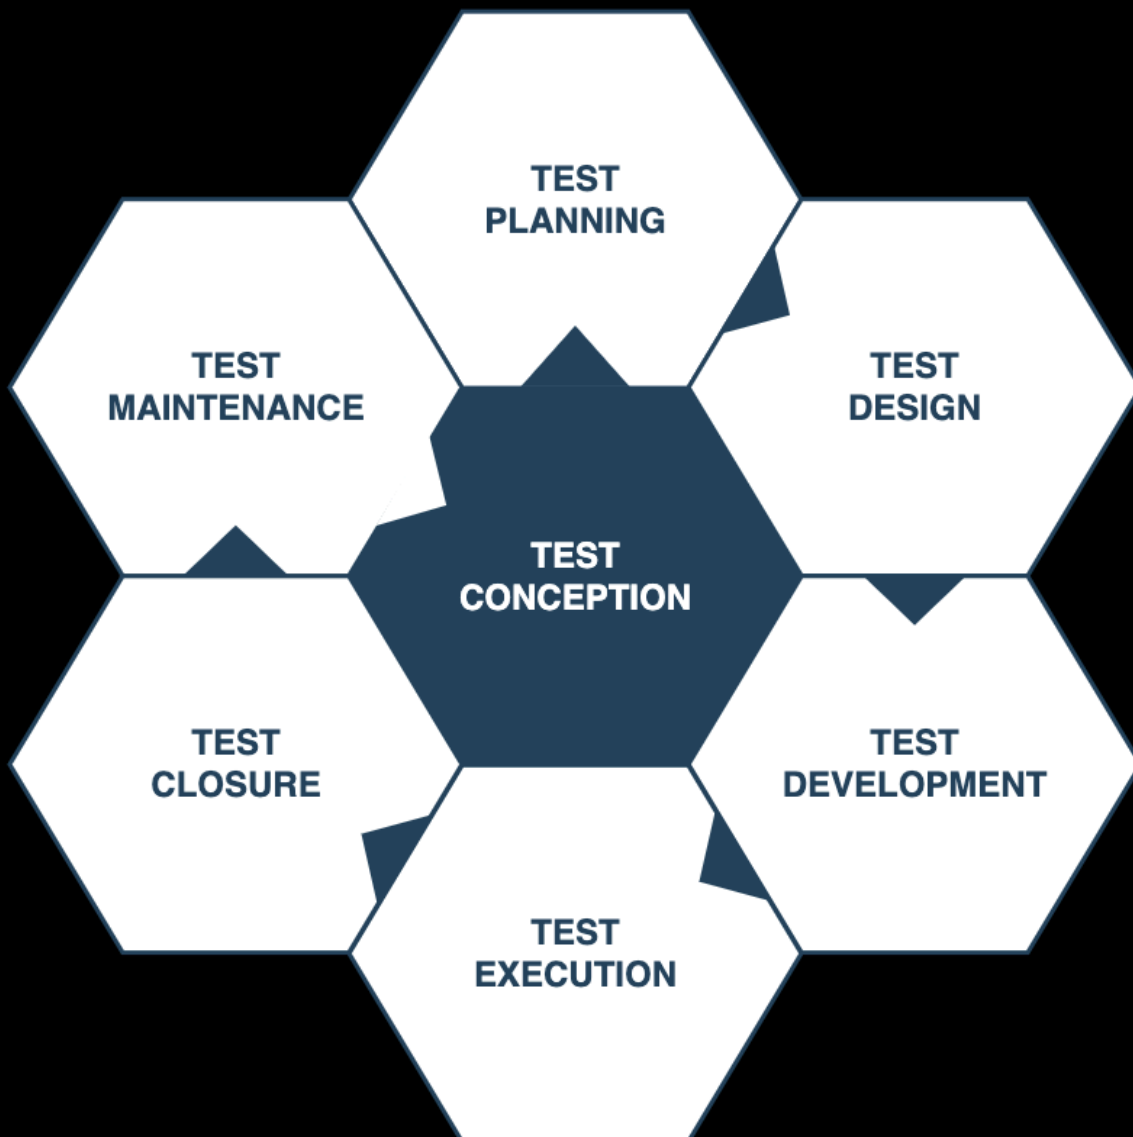 TEST
PLANNING
TEST
MAINTENANCE
TEST
DESIGN
TEST
CONCEPTION
TEST
CLOSURE
TEST
DEVELOPMENT
TEST
EXECUTION